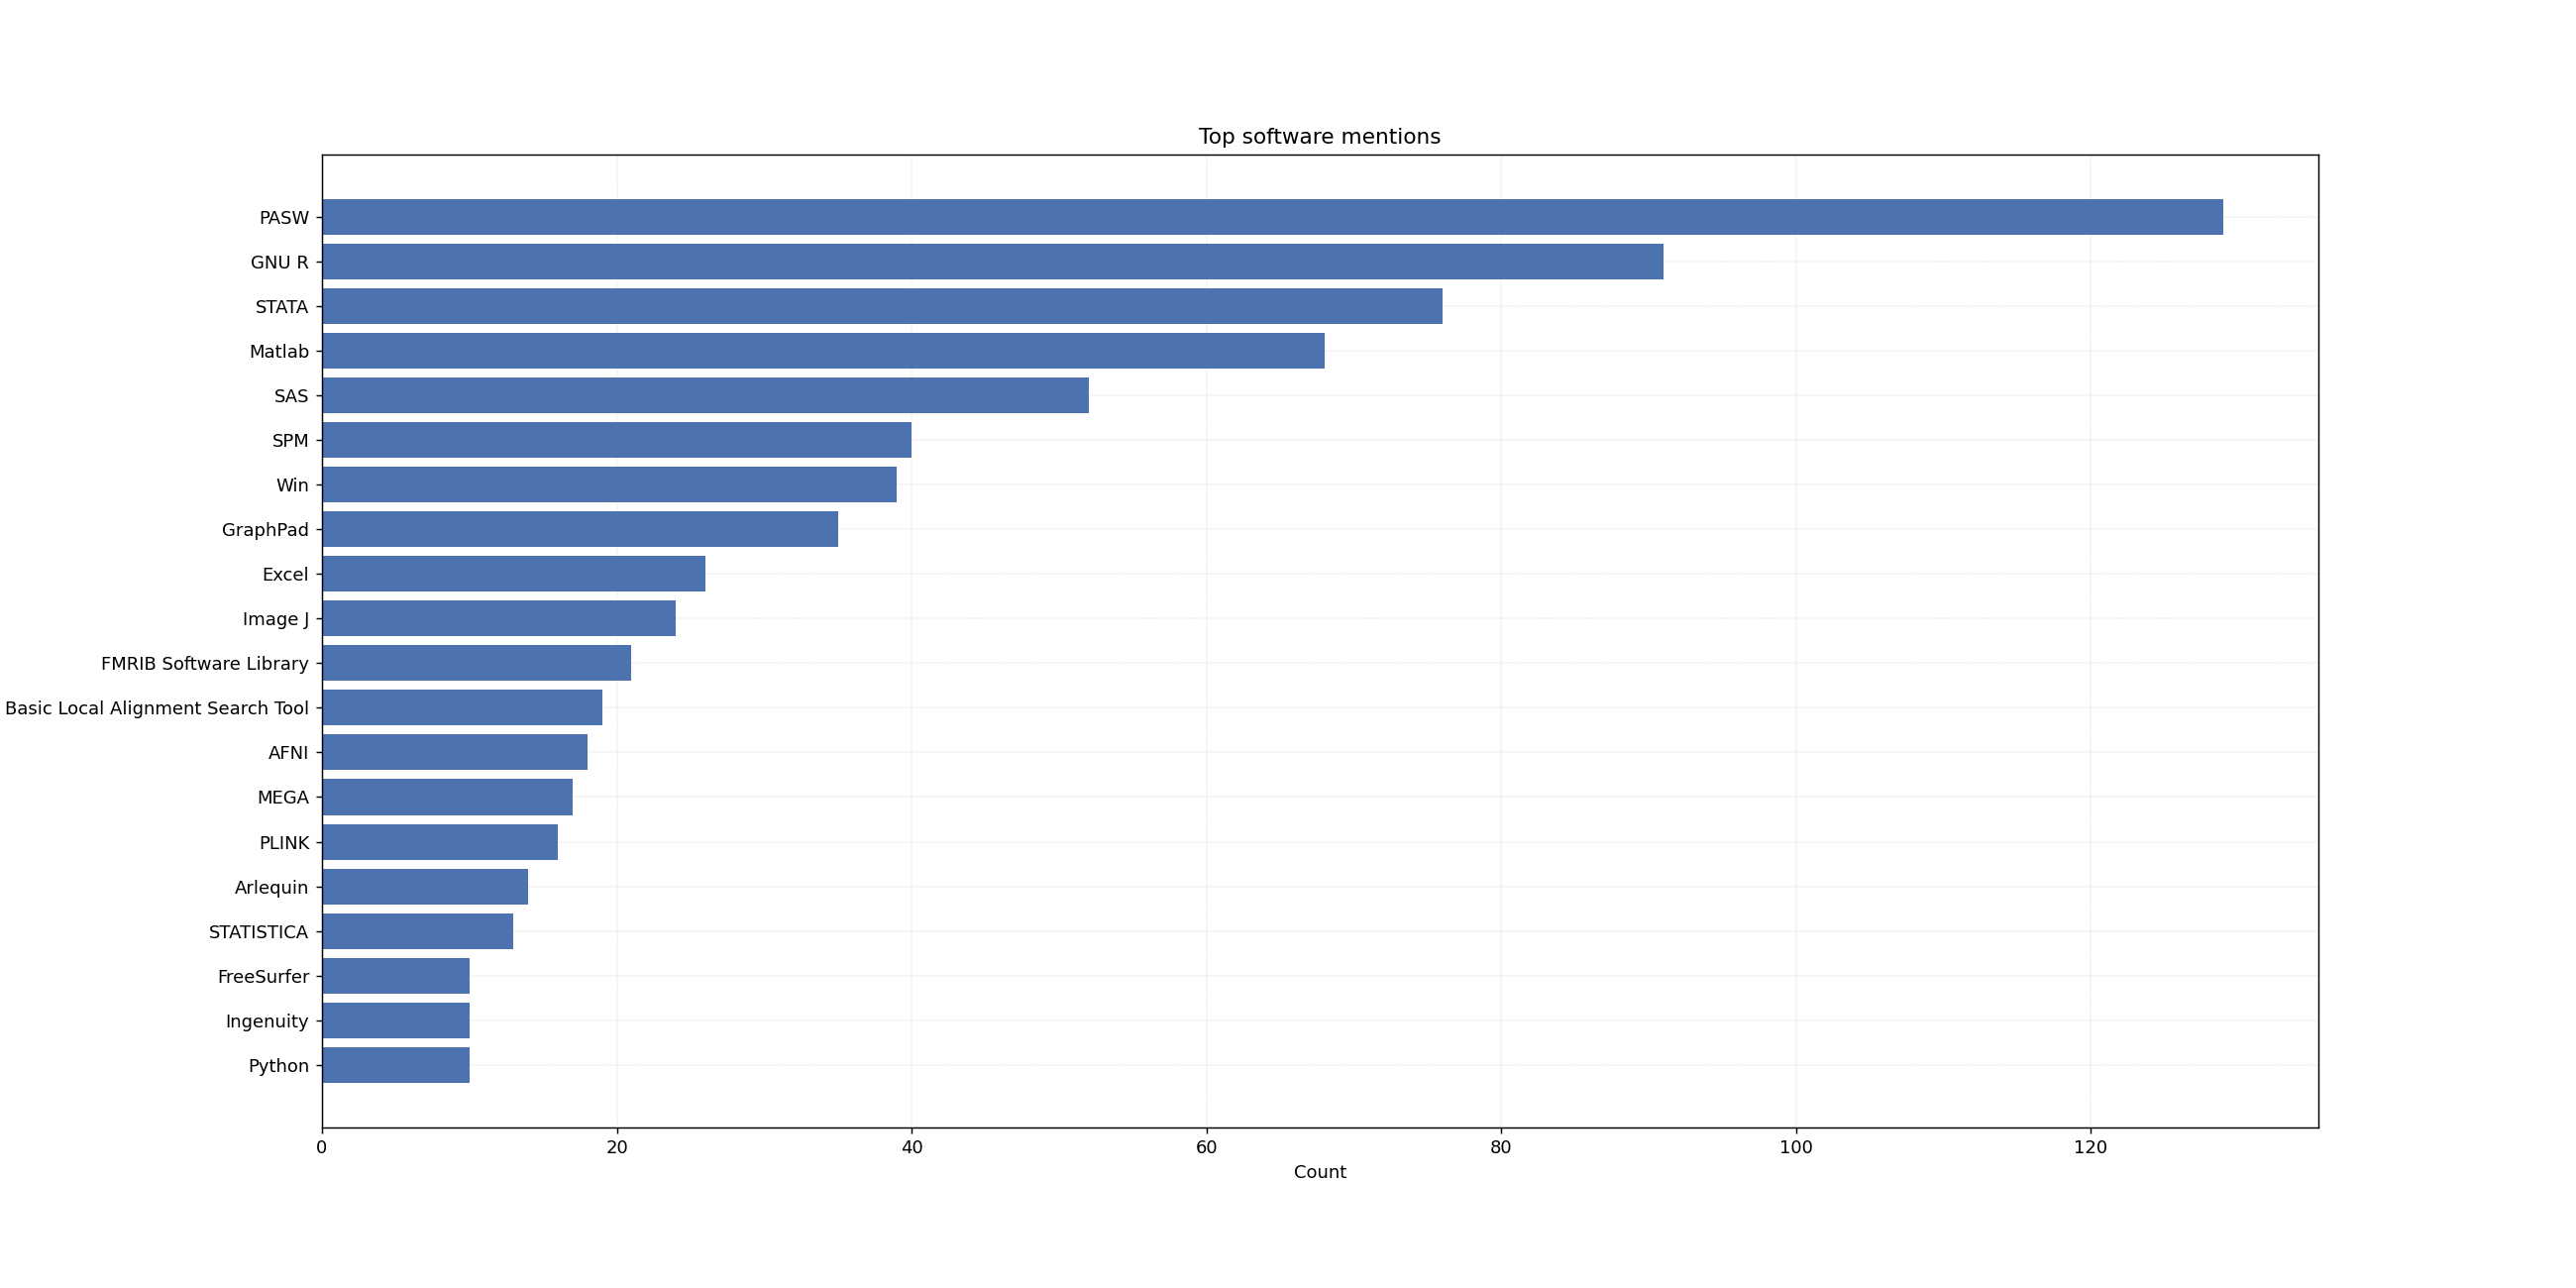 Top software mentions
PASW
GNU R
STATA
Matlab
SAS
SPM
Win
GraphPad
Excel
Image J
FMRIB Software Library
Basic Local Alignment Search Tool
AFNI
MEGA
PLINK
Arlequin
STATISTICA
FreeSurfer
Ingenuity
Python
0 20 40 60 80 100 120
Count